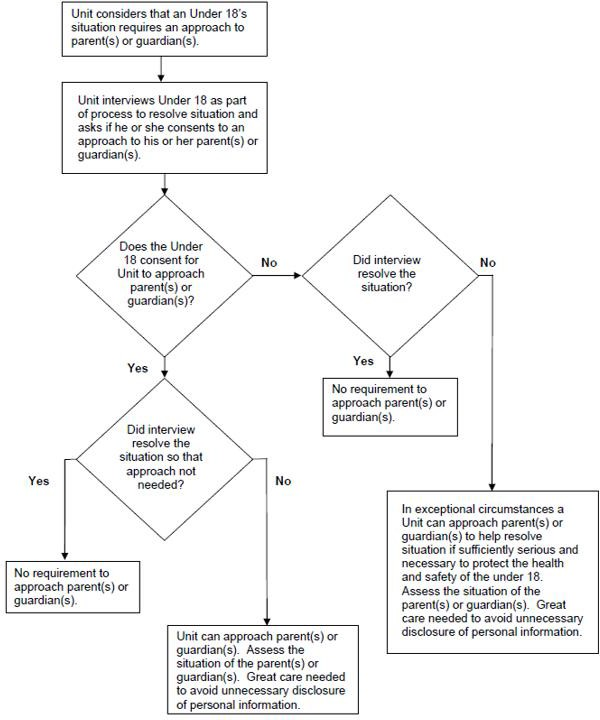 Unit considers that an Under 18's
situation requires an approach to
parent(s) or guardian(s).
Unit interviews Under 18 as part
of process to resolve situation and
asks if he or she consents to an
approach to his or her parent(s) or
guardian(s).
Does the Under
18 consent for
Unit to approach
parent(s) or
guardian(s)?
No
Did interview
resolve the
situation?
No
Yes
Yes
No requirement to
approach parent(s) or
guardian(s).
Did interview
resolve the
situation so that
approach not
needed?
Yes
No
In exceptional circumstances a
Unit can approach parent(s) or
guardian(s) to help resolve
situation if sufficiently serious and
necessary to protect the health
and safety of the under 18.
Assess the situation of the
parent(s) or guardian(s).  Great
care needed to avoid unnecessary
disclosure of personal information.
No requirement to
approach parent(s) or
guardian(s).
Unit can approach parent(s) or
guardian(s).  Assess the
situation of the parent(s) or
guardian(s).  Great care needed
to avoid unnecessary disclosure
of personal information.